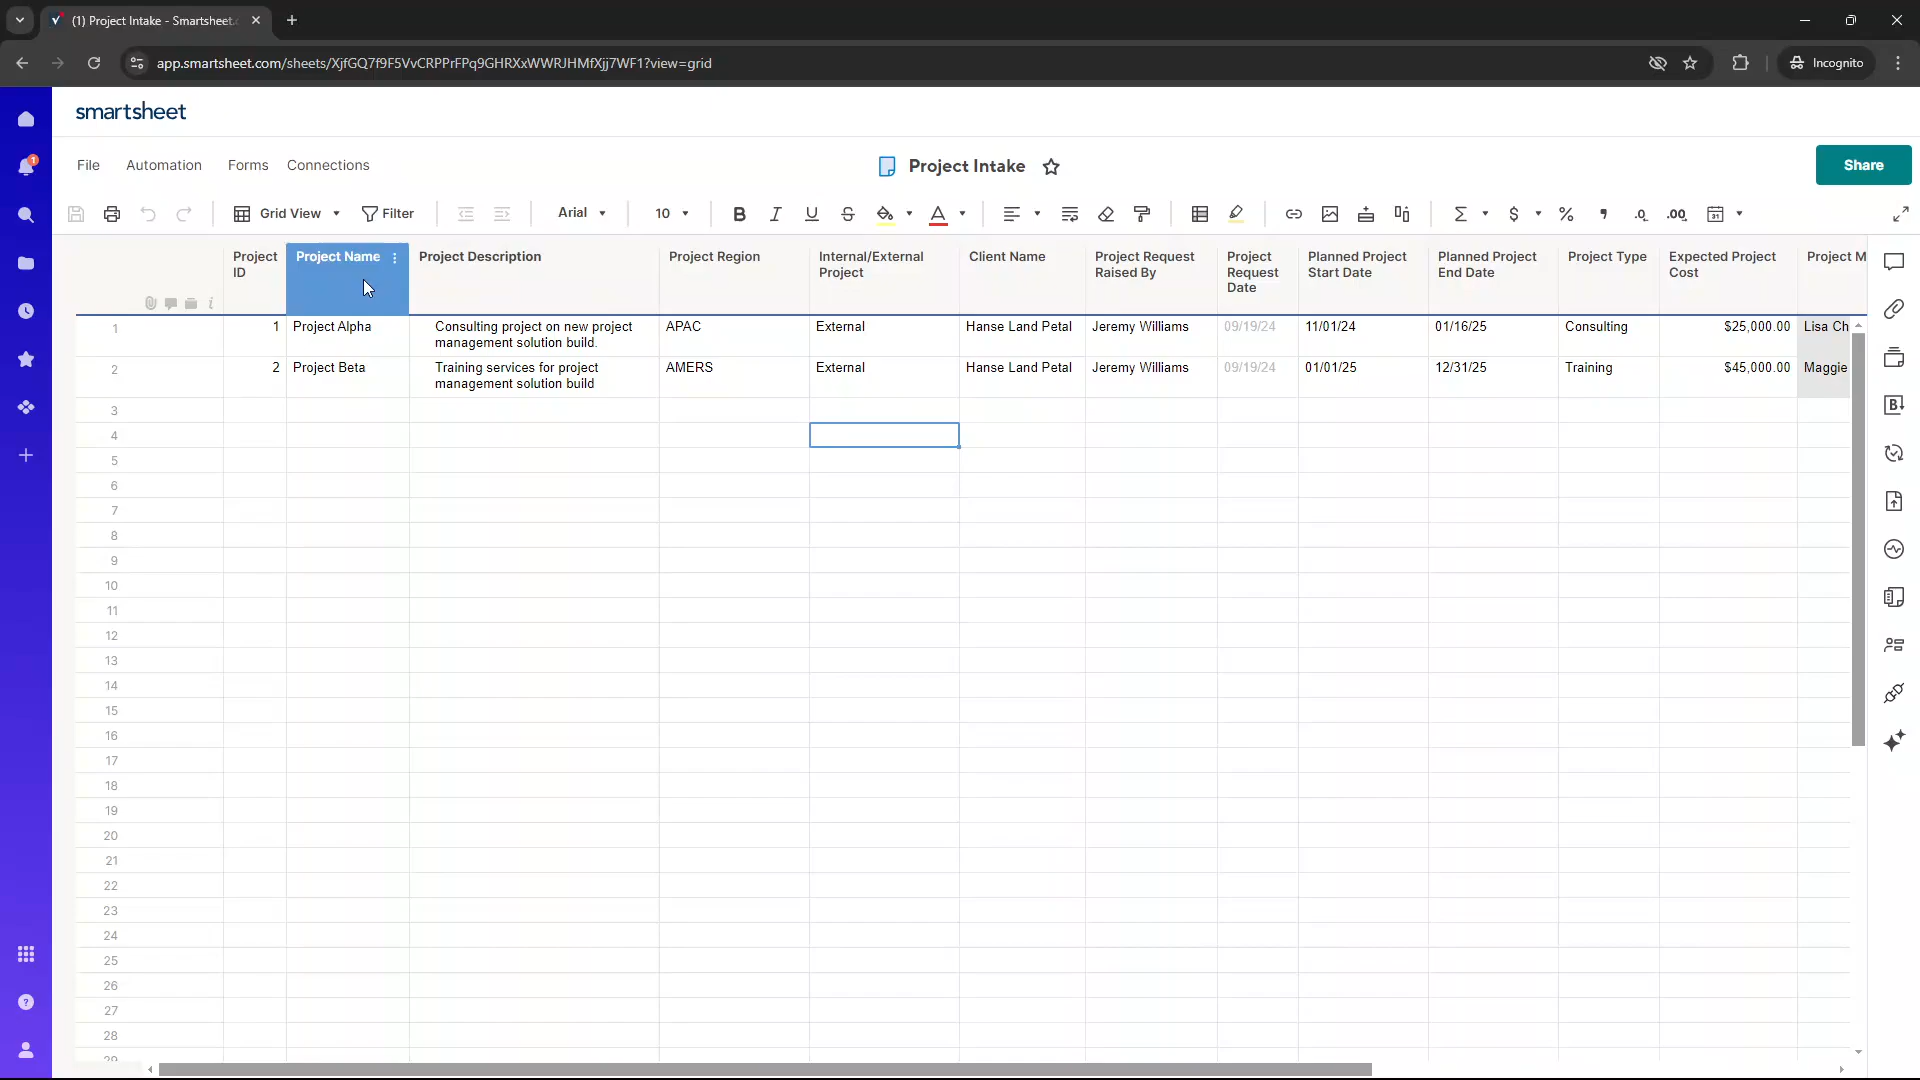 (1) Project Intake - Smartsheet.c
app.smartsheet.com/sheets/XjfGQ7f9F5VvCRPPrFPq9GHRXxWWRJHMfXjj7WF1?view=grid
Incognito
smartsheet
1
File
Automation
Forms
Connections
Project Intake
Share
Grid View
Filter
Arial
10
B
I
U
S
A
Σ
$
%
.0
.00
31
Project
ID
Project Name
Project Description
Project Region
Internal/External
Project
Client Name
Project Request
Raised By
Project
Request
Date
Planned Project
Start Date
Planned Project
End Date
Project Type
Expected Project
Cost
Project M
1
1
Project Alpha
Consulting project on new project
management solution build.
APAC
External
Hanse Land Petal
Jeremy Williams
09/19/24
11/01/24
01/16/25
Consulting
$25,000.00
Lisa Ch
2
2
Project Beta
Training services for project
management solution build
AMERS
External
Hanse Land Petal
Jeremy Williams
09/19/24
01/01/25
12/31/25
Training
$45,000.00
Maggie
3
4
5
6
7
8
9
10
11
12
13
14
15
16
17
18
19
20
21
22
23
24
25
26
27
28
29